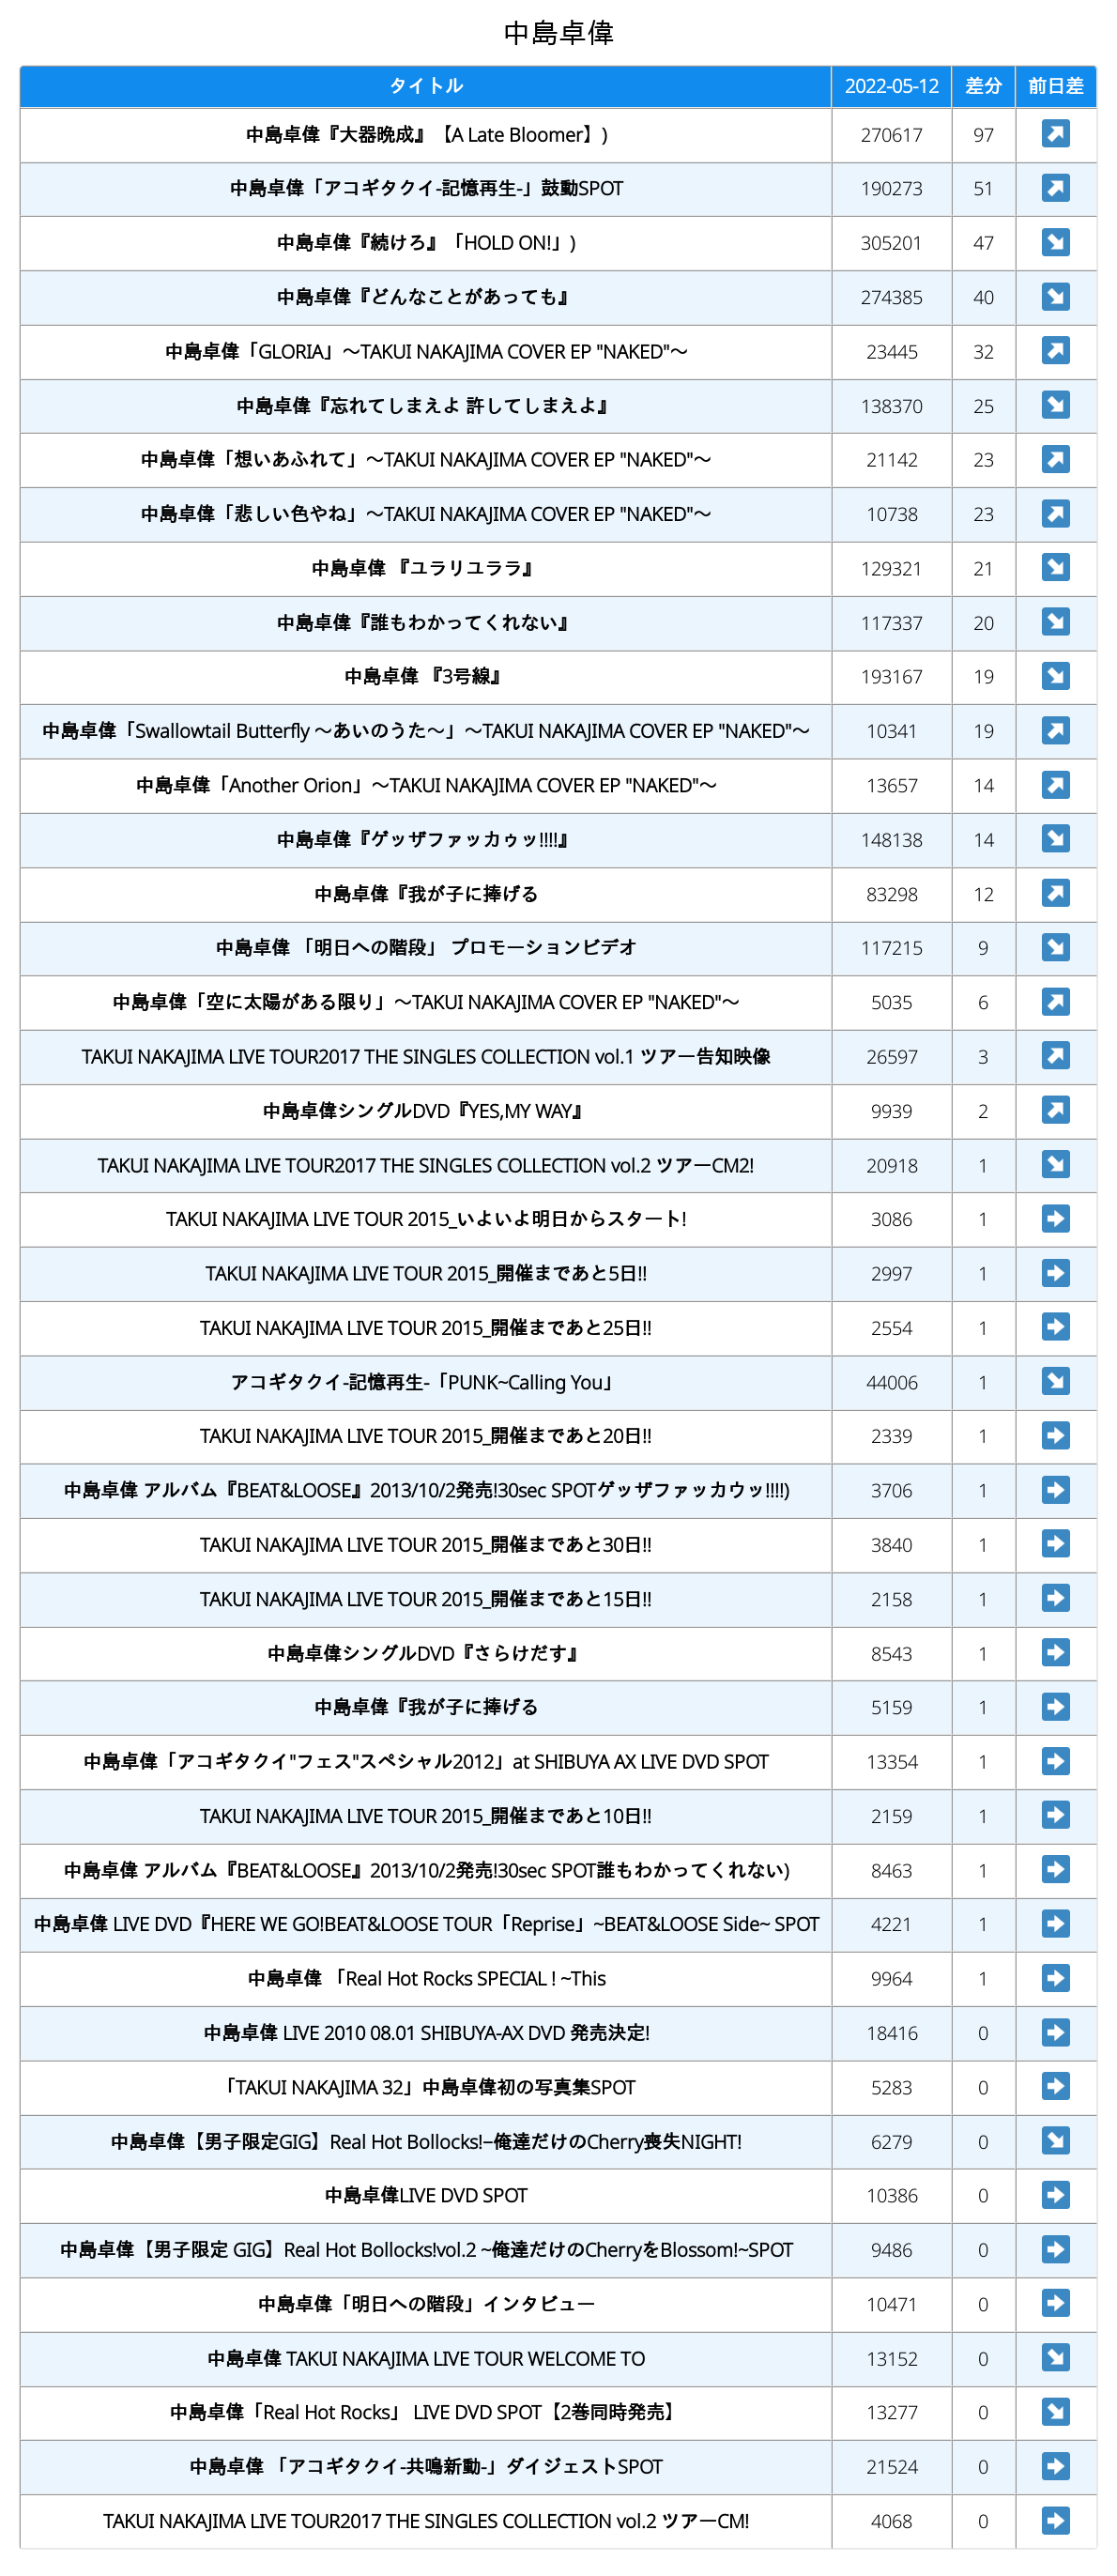 中島卓偉
タイトル 2022-05-12 差分 前日差
中島卓偉『大器晩成』【A Late Bloomer】) 270617 97 ↗
中島卓偉「アコギタクイ-記憶再生-」鼓動SPOT 190273 51 ↗
中島卓偉『続けろ』「HOLD ON!」) 305201 47 ↘
中島卓偉『どんなことがあっても』 274385 40 ↘
中島卓偉「GLORIA」～TAKUI NAKAJIMA COVER EP "NAKED"～ 23445 32 ↗
中島卓偉『忘れてしまえよ 許してしまえよ』 138370 25 ↘
中島卓偉「想いあふれて」～TAKUI NAKAJIMA COVER EP "NAKED"～ 21142 23 ↗
中島卓偉「悲しい色やね」～TAKUI NAKAJIMA COVER EP "NAKED"～ 10738 23 ↗
中島卓偉 『ユラリユララ』 129321 21 ↘
中島卓偉『誰もわかってくれない』 117337 20 ↘
中島卓偉 『3号線』 193167 19 ↘
中島卓偉「Swallowtail Butterfly ～あいのうた～」～TAKUI NAKAJIMA COVER EP "NAKED"～ 10341 19 ↗
中島卓偉「Another Orion」～TAKUI NAKAJIMA COVER EP "NAKED"～ 13657 14 ↗
中島卓偉『ゲッザファッカゥッ!!!!』 148138 14 ↘
中島卓偉『我が子に捧げる 83298 12 ↗
中島卓偉 「明日への階段」 プロモーションビデオ 117215 9 ↘
中島卓偉「空に太陽がある限り」～TAKUI NAKAJIMA COVER EP "NAKED"～ 5035 6 ↗
TAKUI NAKAJIMA LIVE TOUR2017 THE SINGLES COLLECTION vol.1 ツアー告知映像 26597 3 ↗
中島卓偉シングルDVD『YES,MY WAY』 9939 2 ↗
TAKUI NAKAJIMA LIVE TOUR2017 THE SINGLES COLLECTION vol.2 ツアーCM2! 20918 1 ↘
TAKUI NAKAJIMA LIVE TOUR 2015_いよいよ明日からスタート! 3086 1 ➡
TAKUI NAKAJIMA LIVE TOUR 2015_開催まであと5日!! 2997 1 ➡
TAKUI NAKAJIMA LIVE TOUR 2015_開催まであと25日!! 2554 1 ➡
アコギタクイ-記憶再生-「PUNK~Calling You」 44006 1 ↘
TAKUI NAKAJIMA LIVE TOUR 2015_開催まであと20日!! 2339 1 ➡
中島卓偉 アルバム『BEAT&LOOSE』2013/10/2発売!30sec SPOTゲッザファッカウッ!!!!) 3706 1 ➡
TAKUI NAKAJIMA LIVE TOUR 2015_開催まであと30日!! 3840 1 ➡
TAKUI NAKAJIMA LIVE TOUR 2015_開催まであと15日!! 2158 1 ➡
中島卓偉シングルDVD『さらけだす』 8543 1 ➡
中島卓偉『我が子に捧げる 5159 1 ➡
中島卓偉「アコギタクイ"フェス"スペシャル2012」at SHIBUYA AX LIVE DVD SPOT 13354 1 ➡
TAKUI NAKAJIMA LIVE TOUR 2015_開催まであと10日!! 2159 1 ➡
中島卓偉 アルバム『BEAT&LOOSE』2013/10/2発売!30sec SPOT誰もわかってくれない) 8463 1 ➡
中島卓偉 LIVE DVD『HERE WE GO!BEAT&LOOSE TOUR「Reprise」~BEAT&LOOSE Side~ SPOT 4221 1 ➡
中島卓偉 「Real Hot Rocks SPECIAL ! ~This 9964 1 ➡
中島卓偉 LIVE 2010 08.01 SHIBUYA-AX DVD 発売決定! 18416 0 ➡
「TAKUI NAKAJIMA 32」中島卓偉初の写真集SPOT 5283 0 ➡
中島卓偉【男子限定GIG】Real Hot Bollocks!−俺達だけのCherry喪失NIGHT! 6279 0 ↘
中島卓偉LIVE DVD SPOT 10386 0 ➡
中島卓偉【男子限定 GIG】Real Hot Bollocks!vol.2 ~俺達だけのCherryをBlossom!~SPOT 9486 0 ➡
中島卓偉「明日への階段」インタビュー 10471 0 ➡
中島卓偉 TAKUI NAKAJIMA LIVE TOUR WELCOME TO 13152 0 ↘
中島卓偉「Real Hot Rocks」 LIVE DVD SPOT【2巻同時発売】 13277 0 ↘
中島卓偉 「アコギタクイ-共鳴新動-」ダイジェストSPOT 21524 0 ➡
TAKUI NAKAJIMA LIVE TOUR2017 THE SINGLES COLLECTION vol.2 ツアーCM! 4068 0 ➡